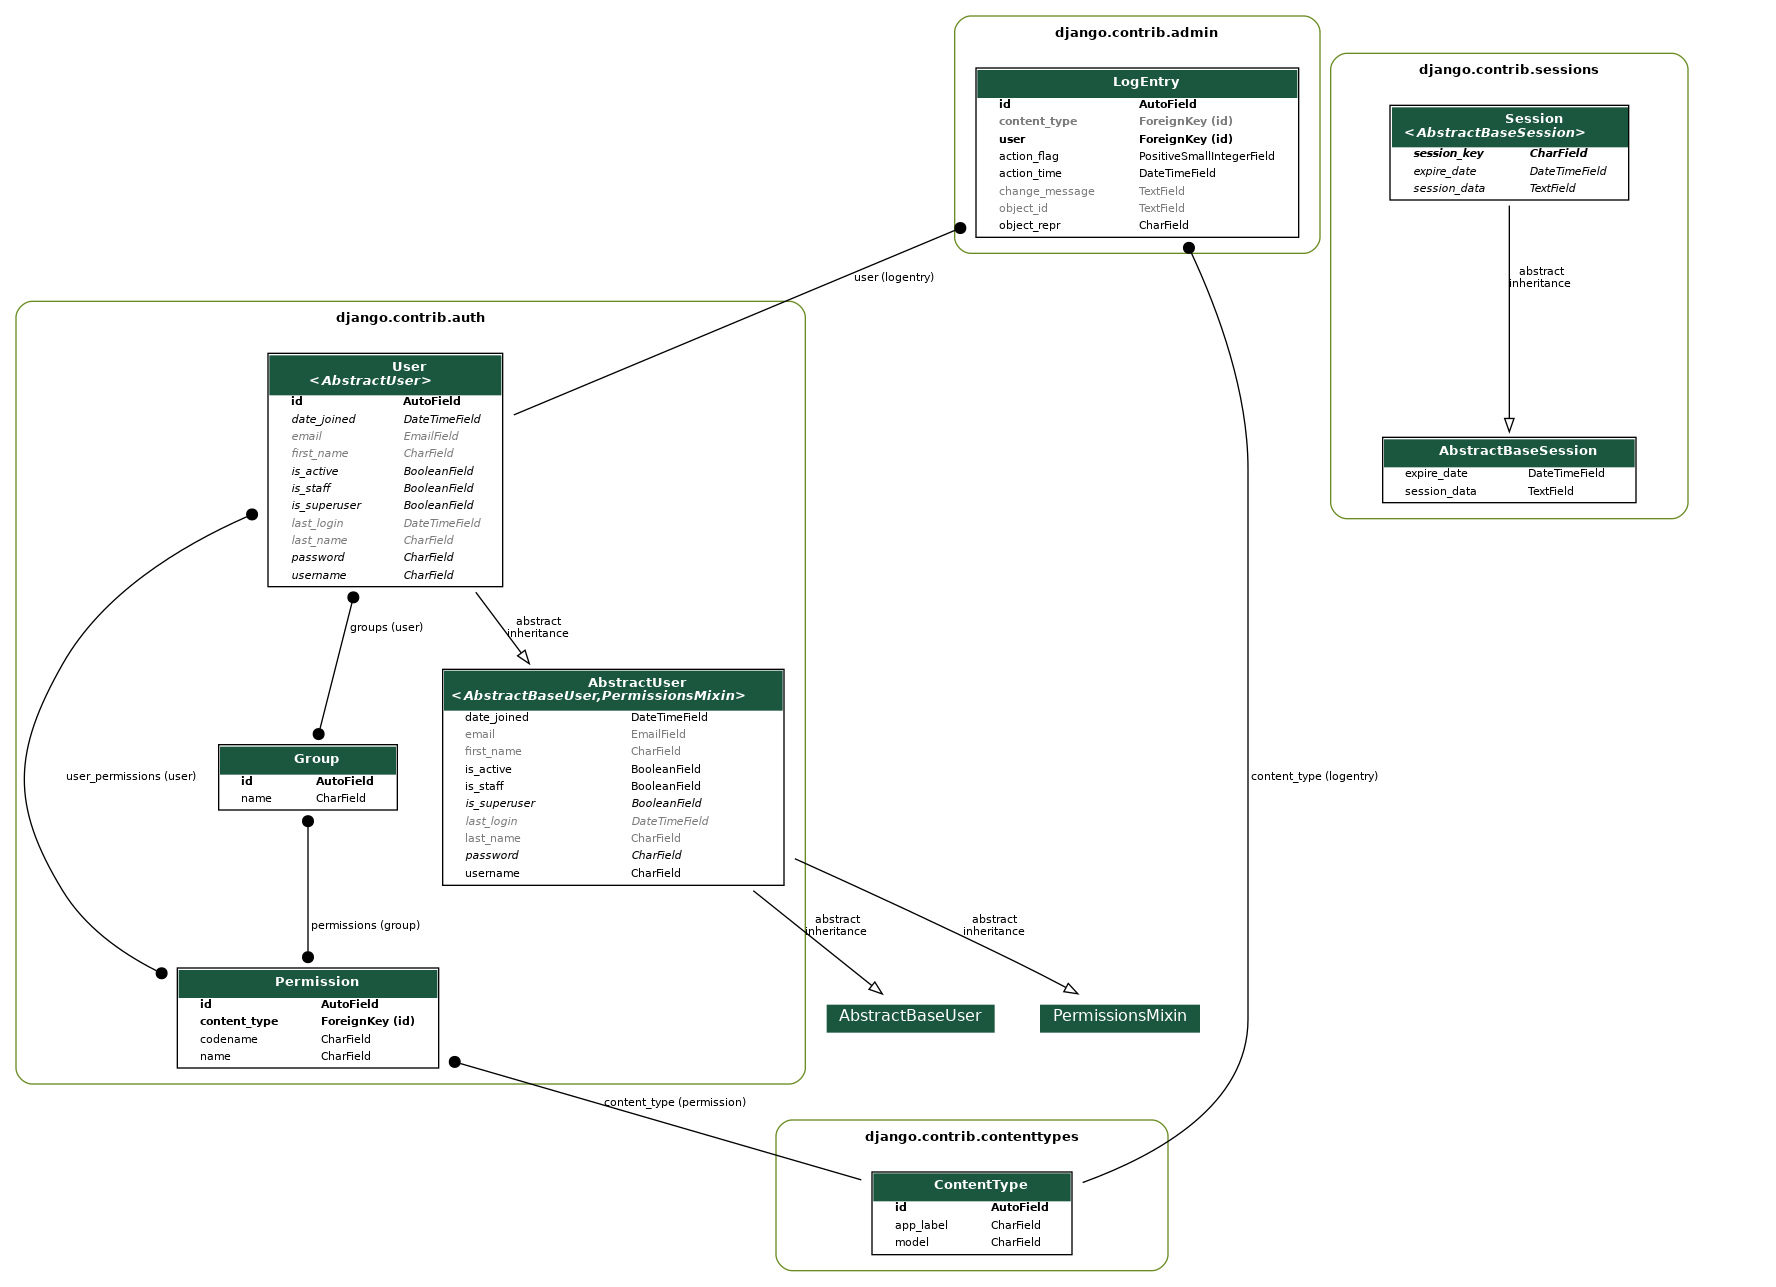 django.contrib.admin
LogEntry
id AutoField
content_type ForeignKey (id)
user ForeignKey (id)
action_flag PositiveSmallIntegerField
action_time DateTimeField
change_message TextField
object_id TextField
object_repr CharField
django.contrib.sessions
Session
<AbstractBaseSession>
session_key CharField
expire_date DateTimeField
session_data TextField
abstract
inheritance
AbstractBaseSession
expire_date DateTimeField
session_data TextField
user (logentry)
django.contrib.auth
User
<AbstractUser>
id AutoField
date_joined DateTimeField
email EmailField
first_name CharField
is_active BooleanField
is_staff BooleanField
is_superuser BooleanField
last_login DateTimeField
last_name CharField
password CharField
username CharField
groups (user)
abstract
inheritance
AbstractUser
<AbstractBaseUser,PermissionsMixin>
date_joined DateTimeField
email EmailField
first_name CharField
is_active BooleanField
is_staff BooleanField
is_superuser BooleanField
last_login DateTimeField
last_name CharField
password CharField
username CharField
user_permissions (user)
Group
id AutoField
name CharField
content_type (logentry)
permissions (group)
abstract
inheritance
abstract
inheritance
Permission
id AutoField
content_type ForeignKey (id)
codename CharField
name CharField
AbstractBaseUser
PermissionsMixin
content_type (permission)
django.contrib.contenttypes
ContentType
id AutoField
app_label CharField
model CharField